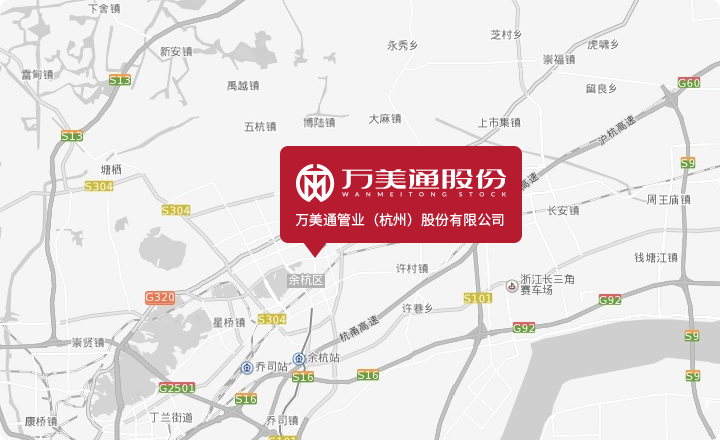 下舍镇
芝村乡
永秀乡
虎啸乡
新安镇
崇福镇
雷甸镇
S13
禹越镇
G60
留良乡
五杭镇
博陆镇
大麻镇
上市集镇
沪杭高速
S13
塘栖
S9
S304
万美通股份
WANMEITONG STOCK
高速
周王庙镇
S304
万美通管业（杭州）股份有限公司
长安镇
钱塘江镇
许村镇
余杭区
浙江长三角
赛车场
G320
S101
G92
许巷乡
星桥镇
S304
杭甬高速
G92
S9
崇贤镇
余杭站
乔司站
S16
S16
S9
G2501
S16
康桥镇
丁兰街道
乔司镇
S101